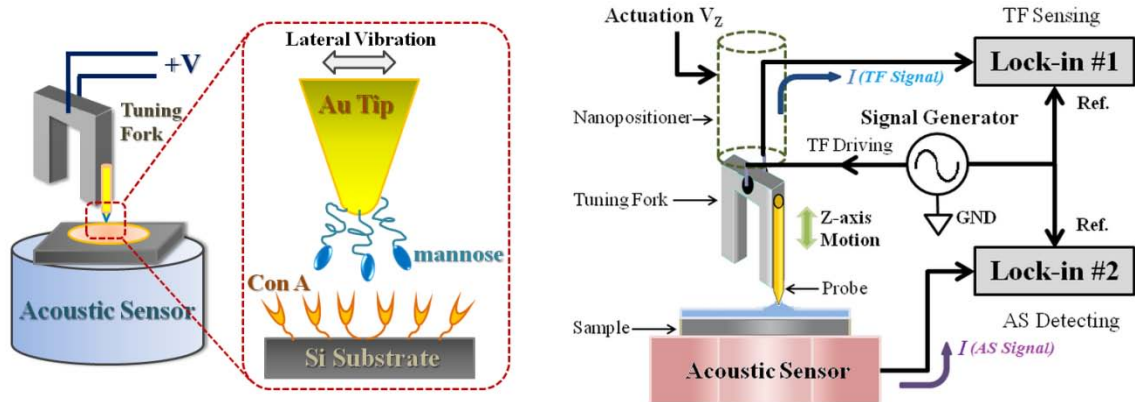 +V
Tuning
Fork
Acoustic Sensor
Lateral Vibration
Au Tip
mannose
Con A
Si Substrate
Actuation VZ
TF Sensing
Lock-in #1
I (TF Signal)
Nanopositioner
Signal Generator
Ref.
TF Driving
Tuning Fork
GND
Z-axis
Motion
Ref.
Lock-in #2
Probe
Sample
AS Detecting
Acoustic Sensor
I (AS Signal)